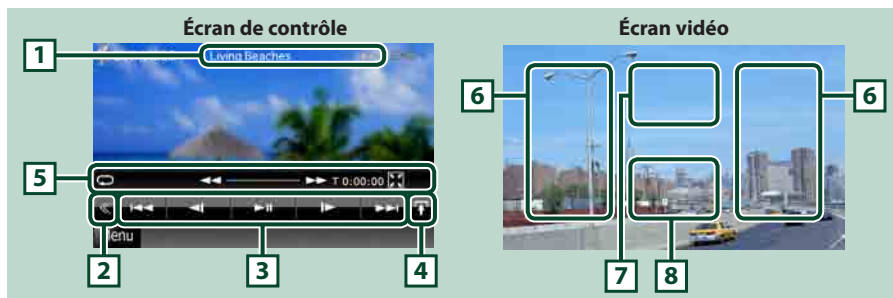 Écran de contrôle
Écran vidéo
1
Living Beaches
6
6
5
T 0:00:00
Menu
2
3
4
7
8